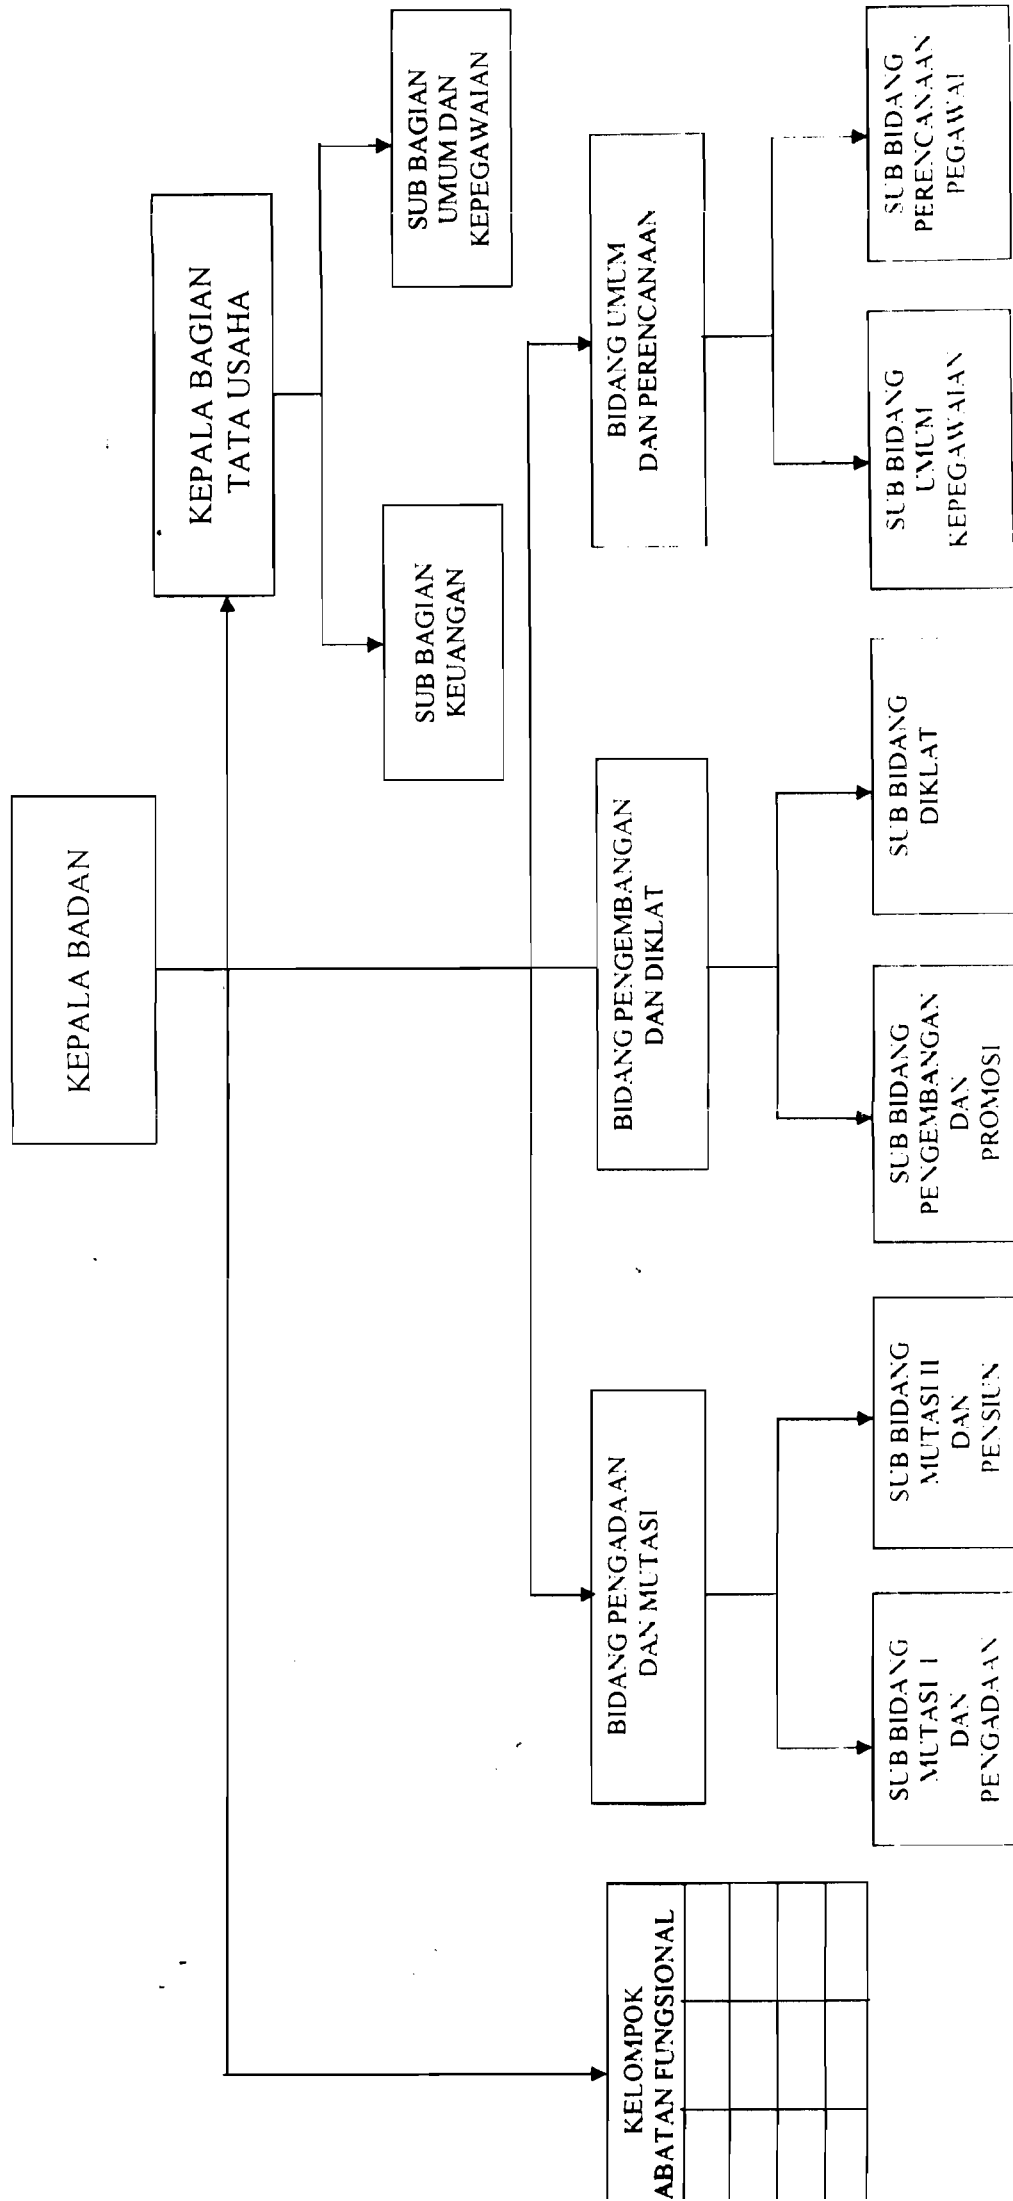 KEPALA BADAN
KEPALA BAGIAN
TATA USAHA
SUB BAGIAN
KEUANGAN
SUB BAGIAN
UMUM DAN
KEPEGAWAIAN
KELOMPOK
ABATAN FUNGSIONAL
BIDANG PENGADAAN
DAN MUTASI
BIDANG PENGEMBANGAN
DAN DIKLAT
BIDANG UMUM
DAN PERENCANAAN
SUB BIDANG
MUTASI I
DAN
PENGADAAN
SUB BIDANG
MUTASI II
DAN
PENSIUN
SUB BIDANG
PENGEMBANGAN
DAN
PROMOSI
SUB BIDANG
DIKLAT
SUB BIDANG
UMUM
KEPEGAWAIAN
SUB BIDANG
PERENCANAAN
PEGAWAI